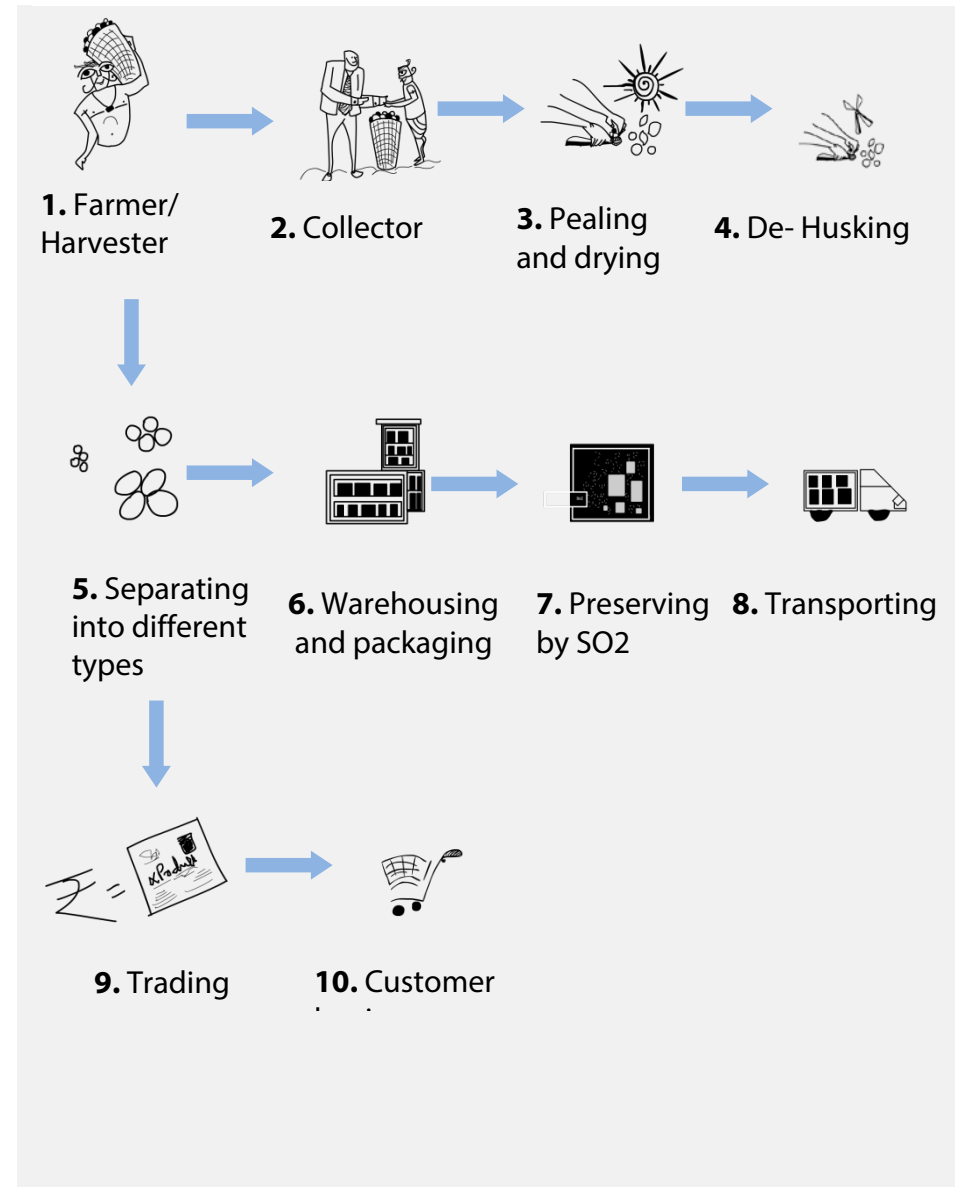 1. Farmer/
Harvester
2. Collector
3. Pealing
and drying
4. De- Husking
5. Separating
into different
types
6. Warehousing
and packaging
7. Preserving
by SO2
8. Transporting
₹ =
xProduct
9. Trading
10. Customer